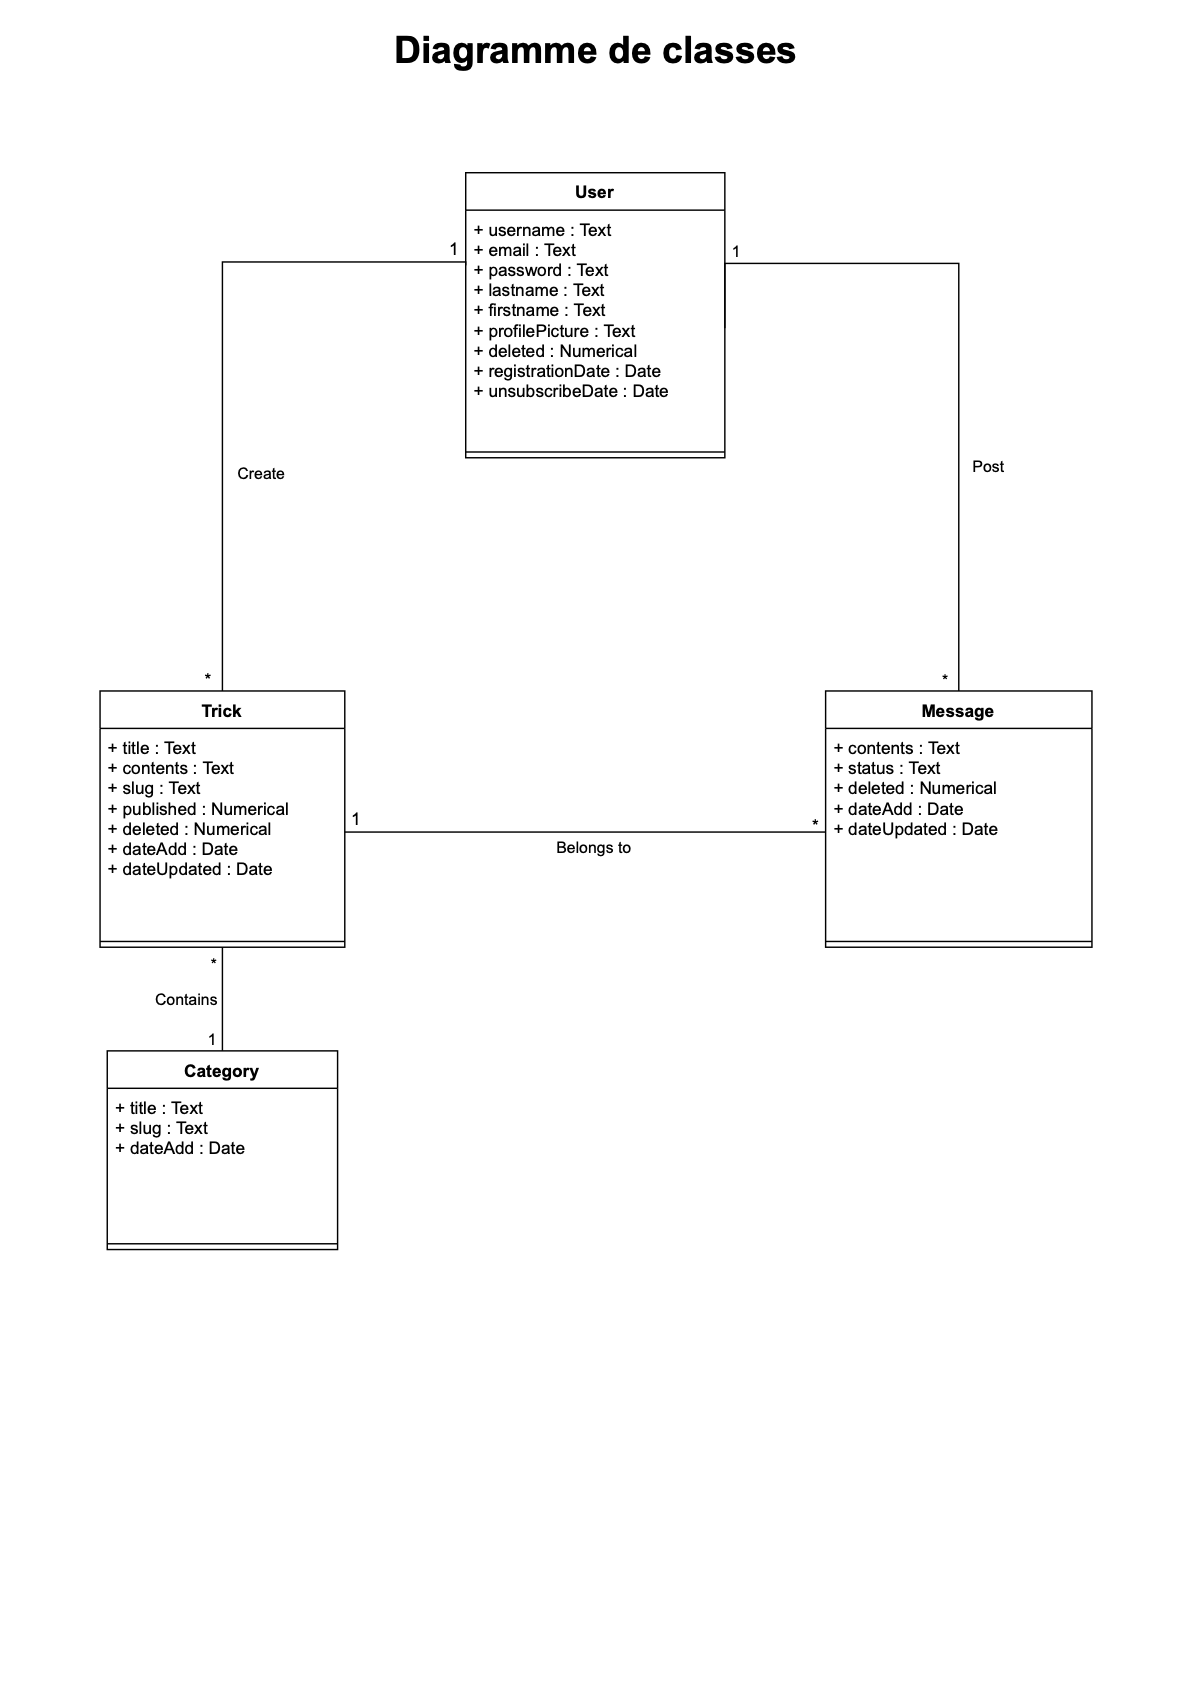 Diagramme de classes
User
+ username : Text
+ email : Text
+ password : Text
+ lastname : Text
+ firstname : Text
+ profilePicture : Text
+ deleted : Numerical
+ registrationDate : Date
+ unsubscribeDate : Date
1
1
Create
Post
*
*
Trick
+ title : Text
+ contents : Text
+ slug : Text
+ published : Numerical
+ deleted : Numerical
+ dateAdd : Date
+ dateUpdated : Date
1
*
Belongs to
Message
+ contents : Text
+ status : Text
+ deleted : Numerical
+ dateAdd : Date
+ dateUpdated : Date
*
Contains
1
Category
+ title : Text
+ slug : Text
+ dateAdd : Date